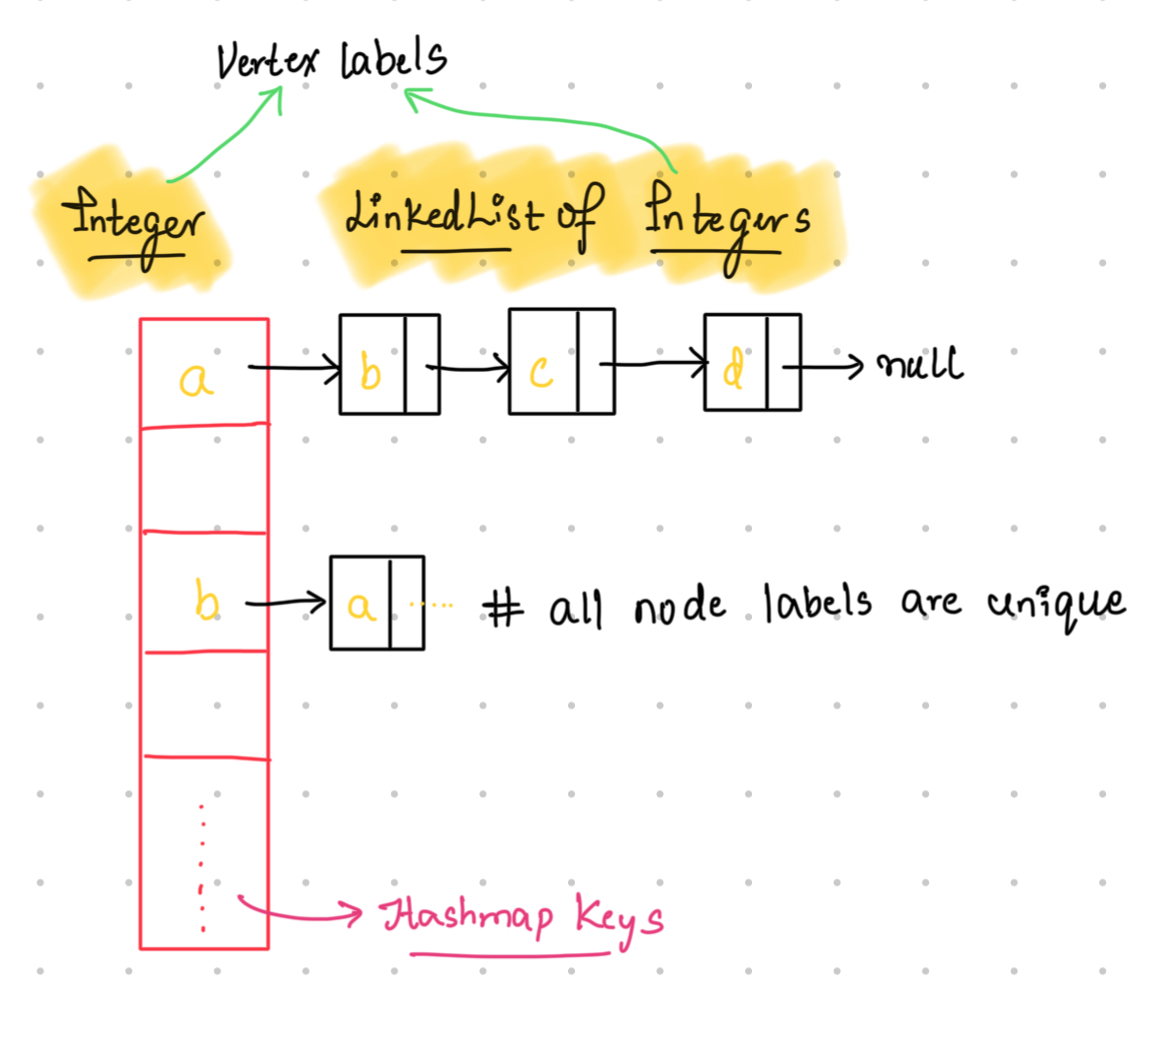 Vertex labels
Integer LinkedList of Integers
a b c d null
b a ..... # all node labels are unique
Hashmap Keys